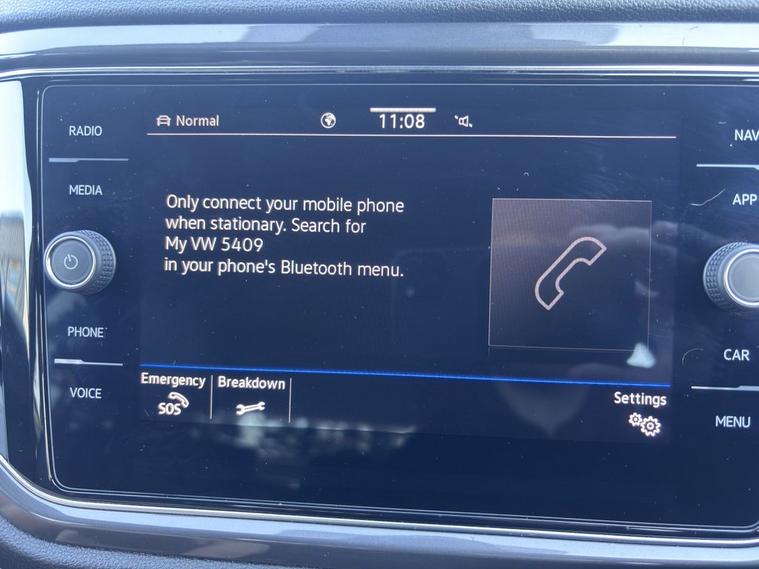 RADIO
MEDIA
PHONE
VOICE
Normal
11:08
Only connect your mobile phone
when stationary. Search for
My VW 5409
in your phone's Bluetooth menu.
Emergency
SOS
Breakdown
Settings
NAV
APP
CAR
MENU